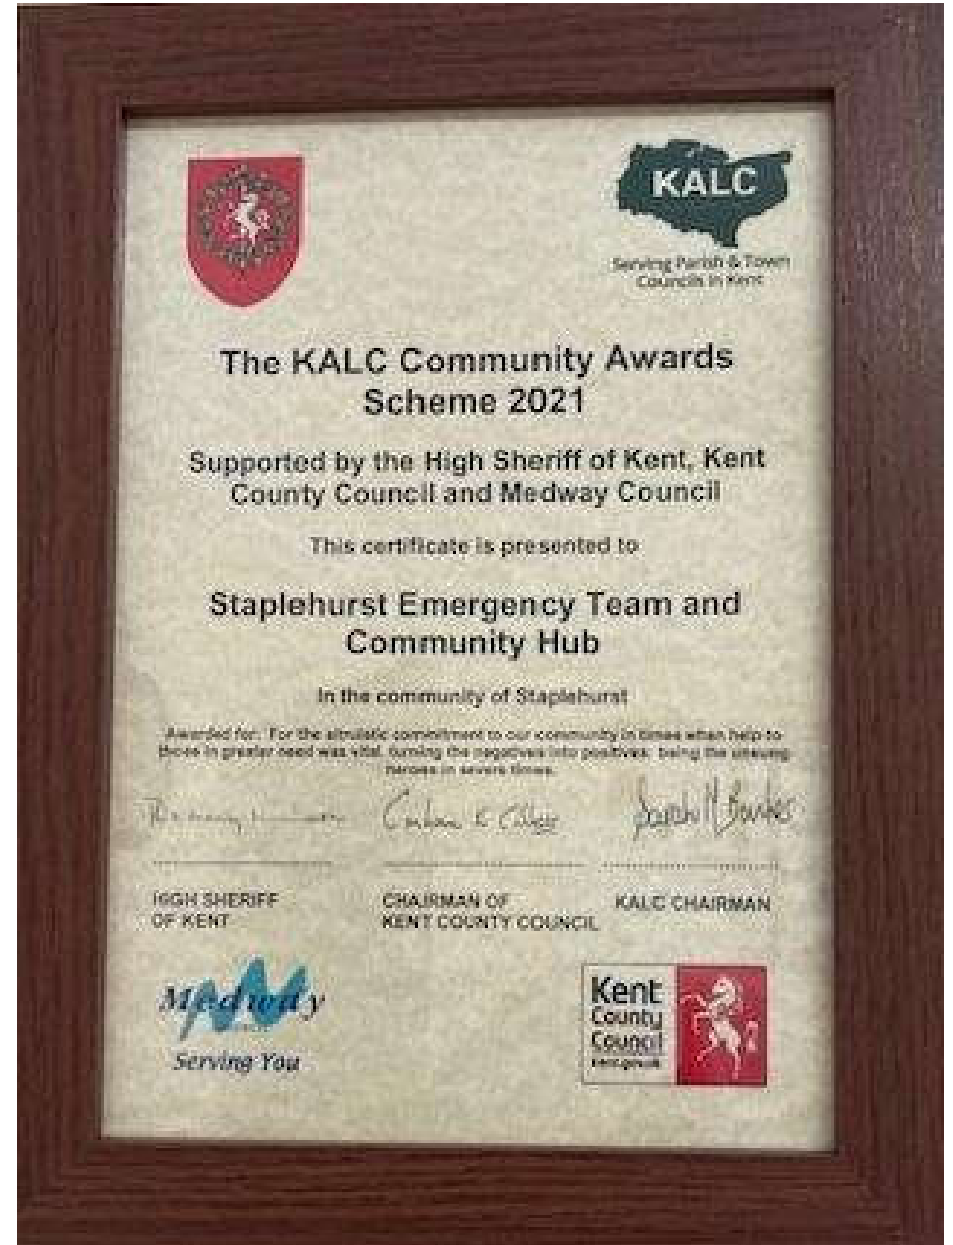 KALC
Serving Parish & Town
Councils in Kent
The KALC Community Awards
Scheme 2021
Supported by the High Sheriff of Kent, Kent
County Council and Medway Council
This certificate is presented to
Staplehurst Emergency Team and
Community Hub
In the community of Staplehurst
Awarded for: For the altruistic commitment to our community in times when help to
those in greater need was vital, turning the negatives into positives; being the unsung
heroes in severe times.
HIGH SHERIFF
OF KENT
CHAIRMAN OF
KENT COUNTY COUNCIL
KALC CHAIRMAN
Medway
Serving You
Kent
County
Council
kent.gov.uk